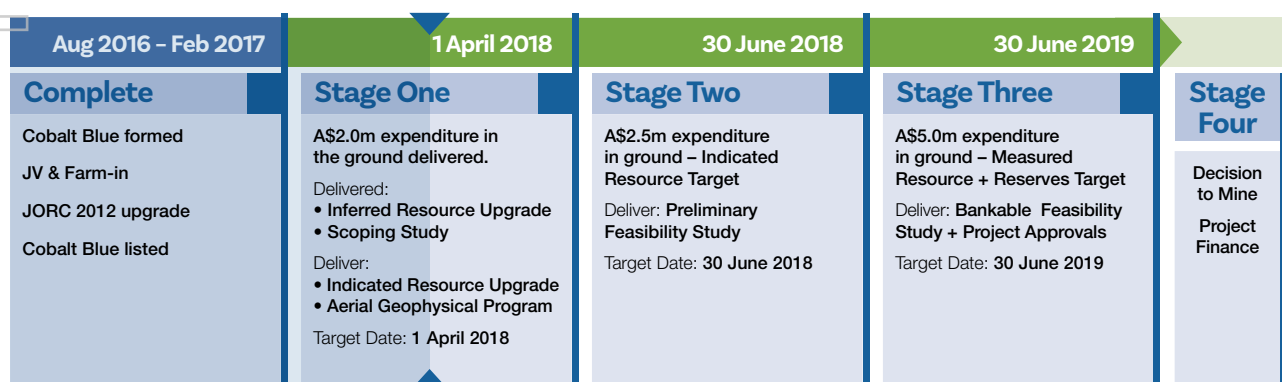 Aug 2016 – Feb 2017
1 April 2018
30 June 2018
30 June 2019
Complete
Cobalt Blue formed
JV & Farm-in
JORC 2012 upgrade
Cobalt Blue listed
Stage One
A$2.0m expenditure in
the ground delivered.
Delivered:
• Inferred Resource Upgrade
• Scoping Study
Deliver:
• Indicated Resource Upgrade
• Aerial Geophysical Program
Target Date: 1 April 2018
Stage Two
A$2.5m expenditure
in ground – Indicated
Resource Target
Deliver: Preliminary
Feasibility Study
Target Date: 30 June 2018
Stage Three
A$5.0m expenditure
in ground – Measured
Resource + Reserves Target
Deliver: Bankable Feasibility
Study + Project Approvals
Target Date: 30 June 2019
Stage
Four
Decision
to Mine
Project
Finance